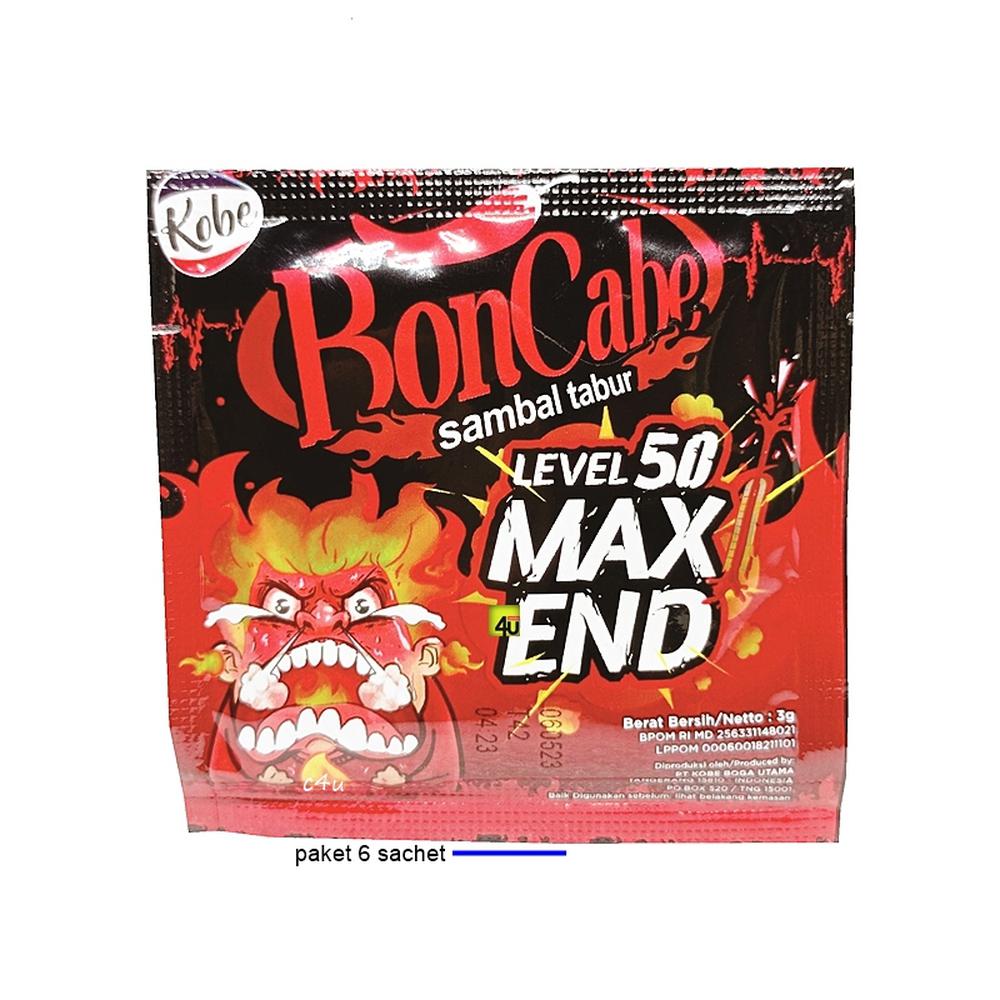 Kobe
BonCabe
sambal tabur
LEVEL 50
MAX
END
4u
060523
T42
04 23
Berat Bersih/Netto : 3g
BPOM RI MD 256331148021
LPPOM 00060018211101
Diproduksi oleh/Produced by:
PT KOBE BOGA UTAMA
TANGERANG 15810 - INDONESIA
PO BOX 520 / TNG 15001
Baik Digunakan sebelum: lihat belakang kemasan
c4u
paket 6 sachet